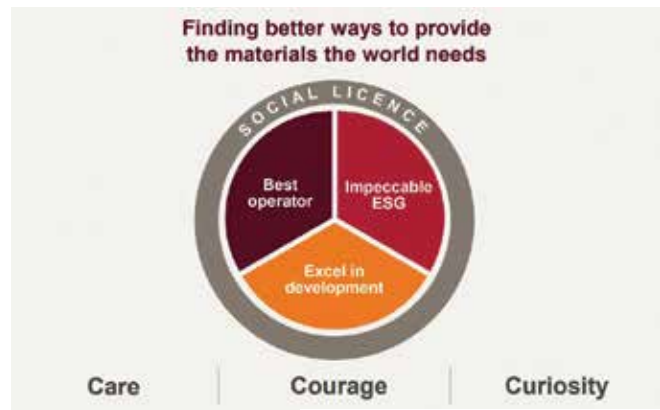 Finding better ways to provide
the materials the world needs
SOCIAL LICENCE
Best
operator
Impeccable
ESG
Excel in
development
Care
Courage
Curiosity